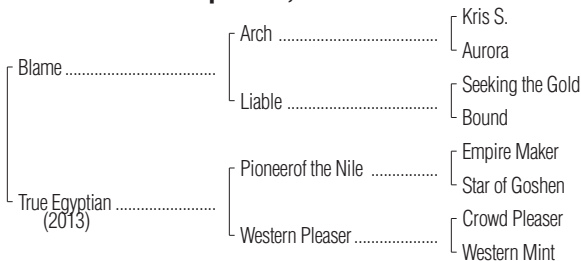 Kris S.
Arch ........................................
Aurora
Blame ......................................
Seeking the Gold
Liable .............................................
Bound
Empire Maker
Pioneerof the Nile .................
Star of Goshen
True Egyptian .........................
(2013)
Crowd Pleaser
Western Pleaser.....................
Western Mint